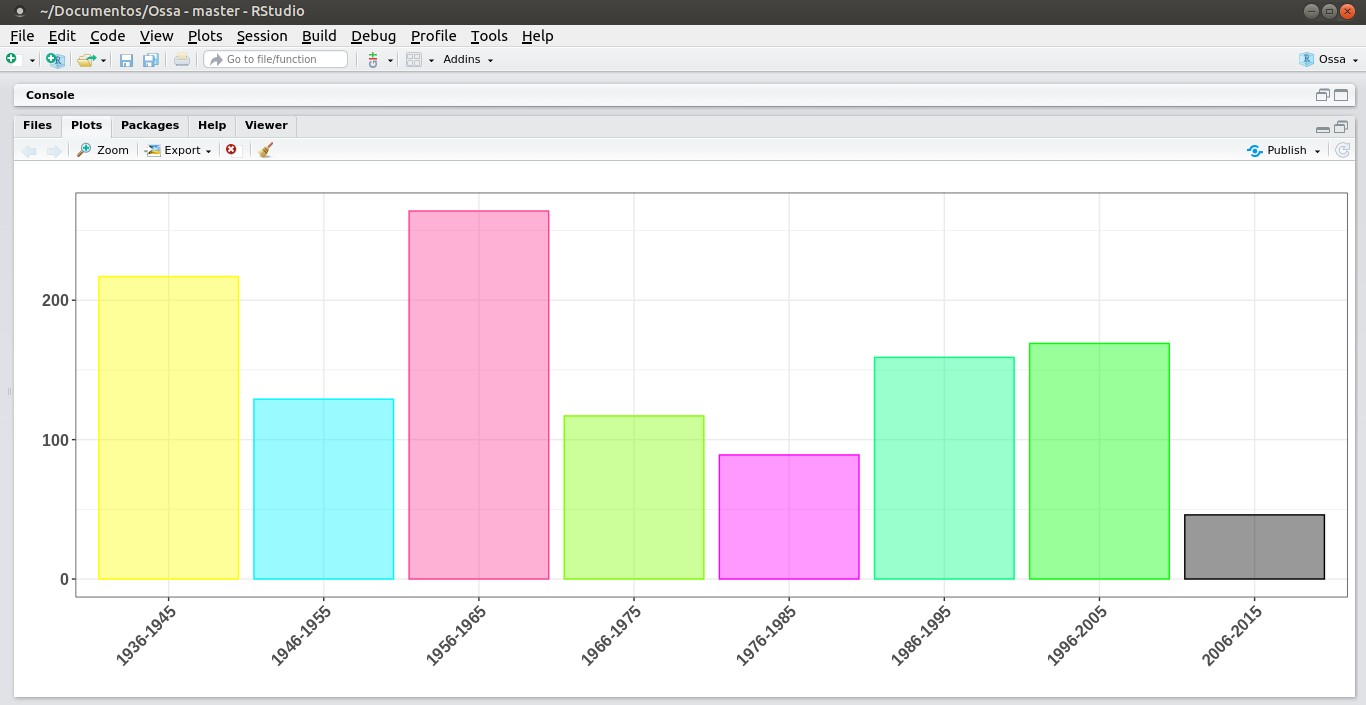 ~/Documentos/Ossa - master - RStudio
File Edit Code View Plots Session Build Debug Profile Tools Help
Go to file/function Addins Ossa
Console
Files Plots Packages Help Viewer
Zoom Export Publish
200
100
0
1936-1945 1946-1955 1956-1965 1966-1975 1976-1985 1986-1995 1996-2005 2006-2015